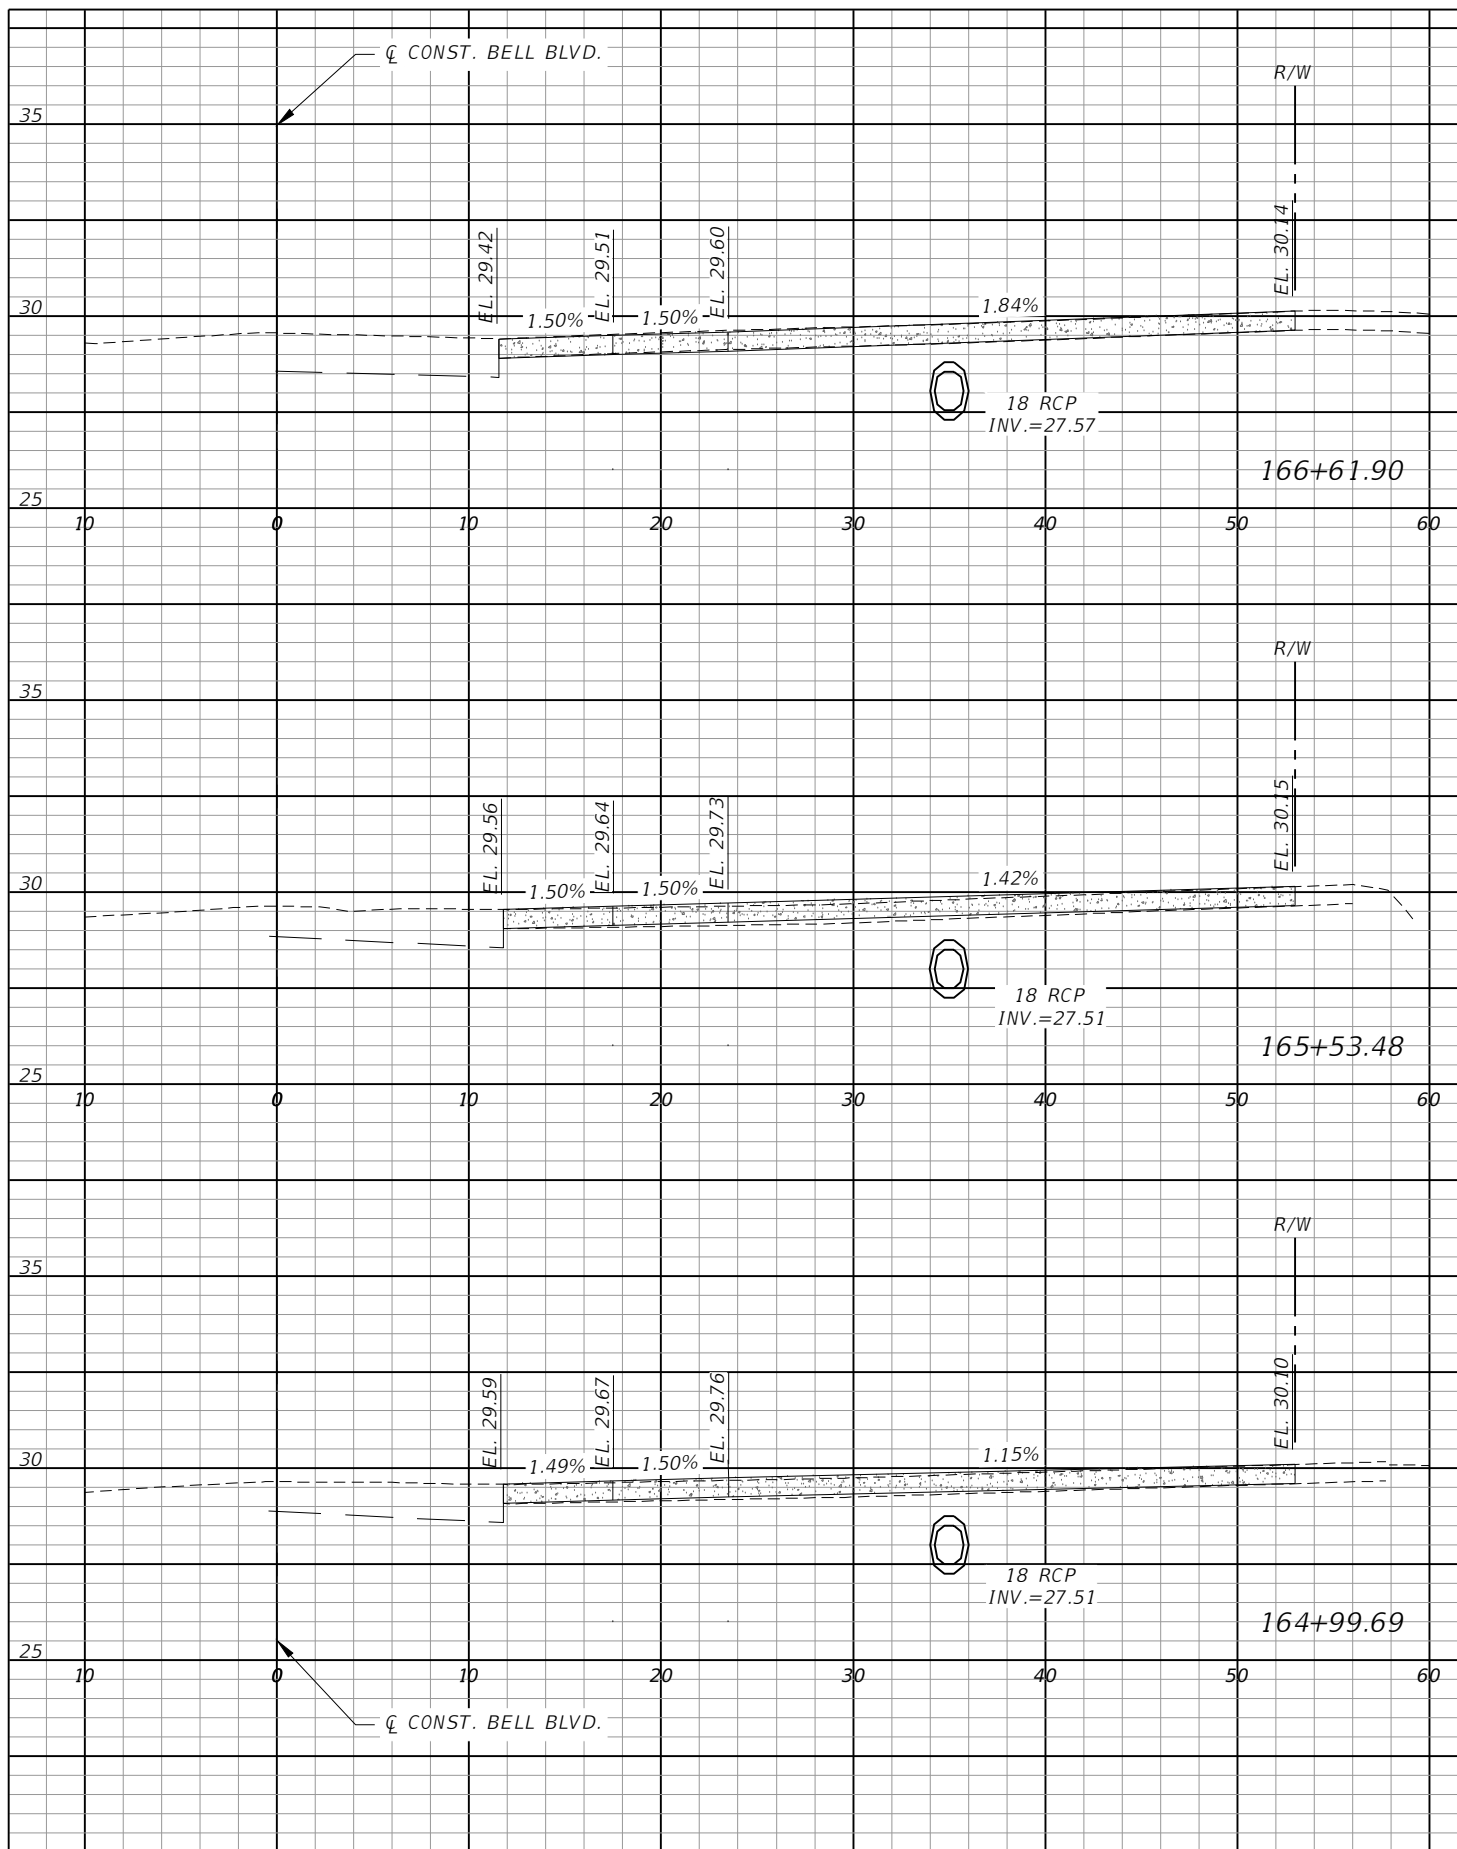 ℄ CONST. BELL BLVD.
R/W
35
EL. 29.42
EL. 29.51
EL. 29.60
EL. 30.14
30
1.50%
1.50%
1.84%
18 RCP
INV.=27.57
166+61.90
25
10
0
10
20
30
40
50
60
R/W
35
EL. 29.56
EL. 29.64
EL. 29.73
EL. 30.15
30
1.50%
1.50%
1.42%
18 RCP
INV.=27.51
165+53.48
25
10
0
10
20
30
40
50
60
R/W
35
EL. 29.59
EL. 29.67
EL. 29.76
EL. 30.10
30
1.49%
1.50%
1.15%
18 RCP
INV.=27.51
164+99.69
25
10
0
10
20
30
40
50
60
℄ CONST. BELL BLVD.